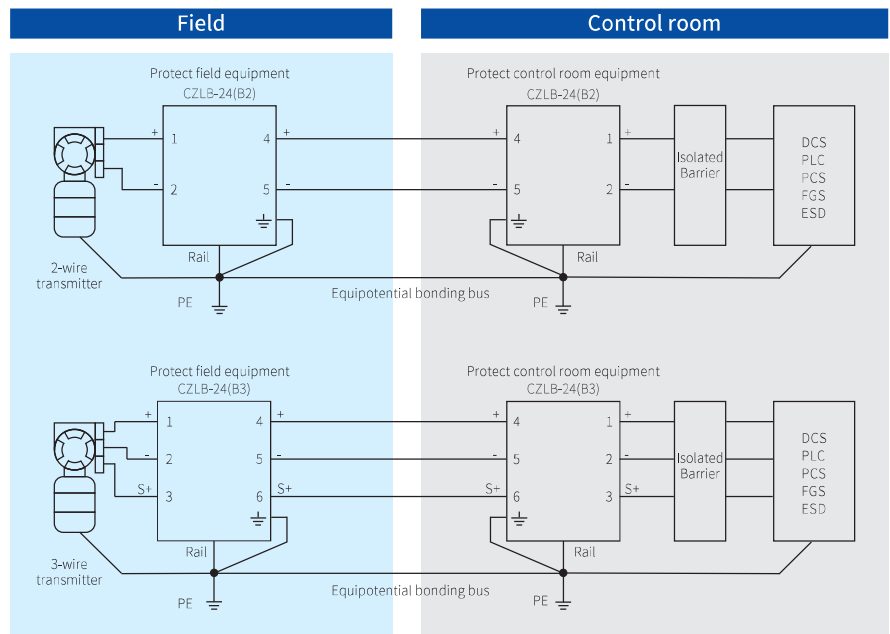 Field
Control room
Protect field equipment
CZLB-24(B2)
Protect control room equipment
CZLB-24(B2)
+ 1 4 + + 4 1 +
- 2 5 - - 5 2 -
Isolated
Barrier
DCS
PLC
PCS
FGS
ESD
Rail
Rail
2-wire
transmitter
PE
Equipotential bonding bus
PE
Protect field equipment
CZLB-24(B3)
Protect control room equipment
CZLB-24(B3)
+ 1 4 + + 4 1 +
- 2 5 - - 5 2 -
S+ 3 6 S+ S+ 6 3 S+
Isolated
Barrier
DCS
PLC
PCS
FGS
ESD
Rail
Rail
3-wire
transmitter
PE
Equipotential bonding bus
PE